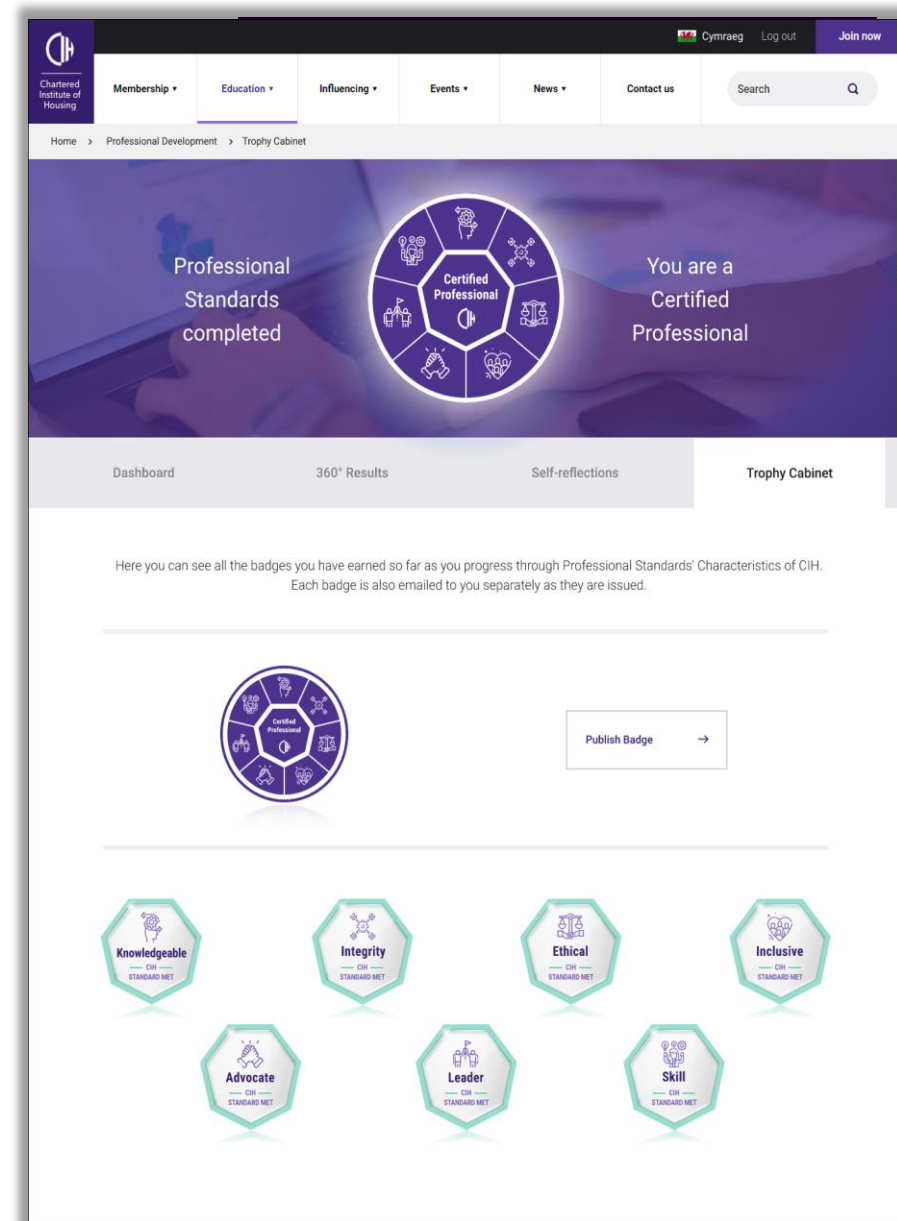 Cymraeg Log out Join now
Chartered
Institute of
Housing
Membership Education Influencing Events News Contact us Search
Home > Professional Development > Trophy Cabinet
Professional
Standards
completed
Certified
Professional
You are a
Certified
Professional
Dashboard 360° Results Self-reflections Trophy Cabinet
Here you can see all the badges you have earned so far as you progress through Professional Standards' Characteristics of CIH.
Each badge is also emailed to you separately as they are issued.
Certified
Professional
Publish Badge →
Knowledgeable
CIH
STANDARD MET
Integrity
CIH
STANDARD MET
Ethical
CIH
STANDARD MET
Inclusive
CIH
STANDARD MET
Advocate
CIH
STANDARD MET
Leader
CIH
STANDARD MET
Skill
CIH
STANDARD MET